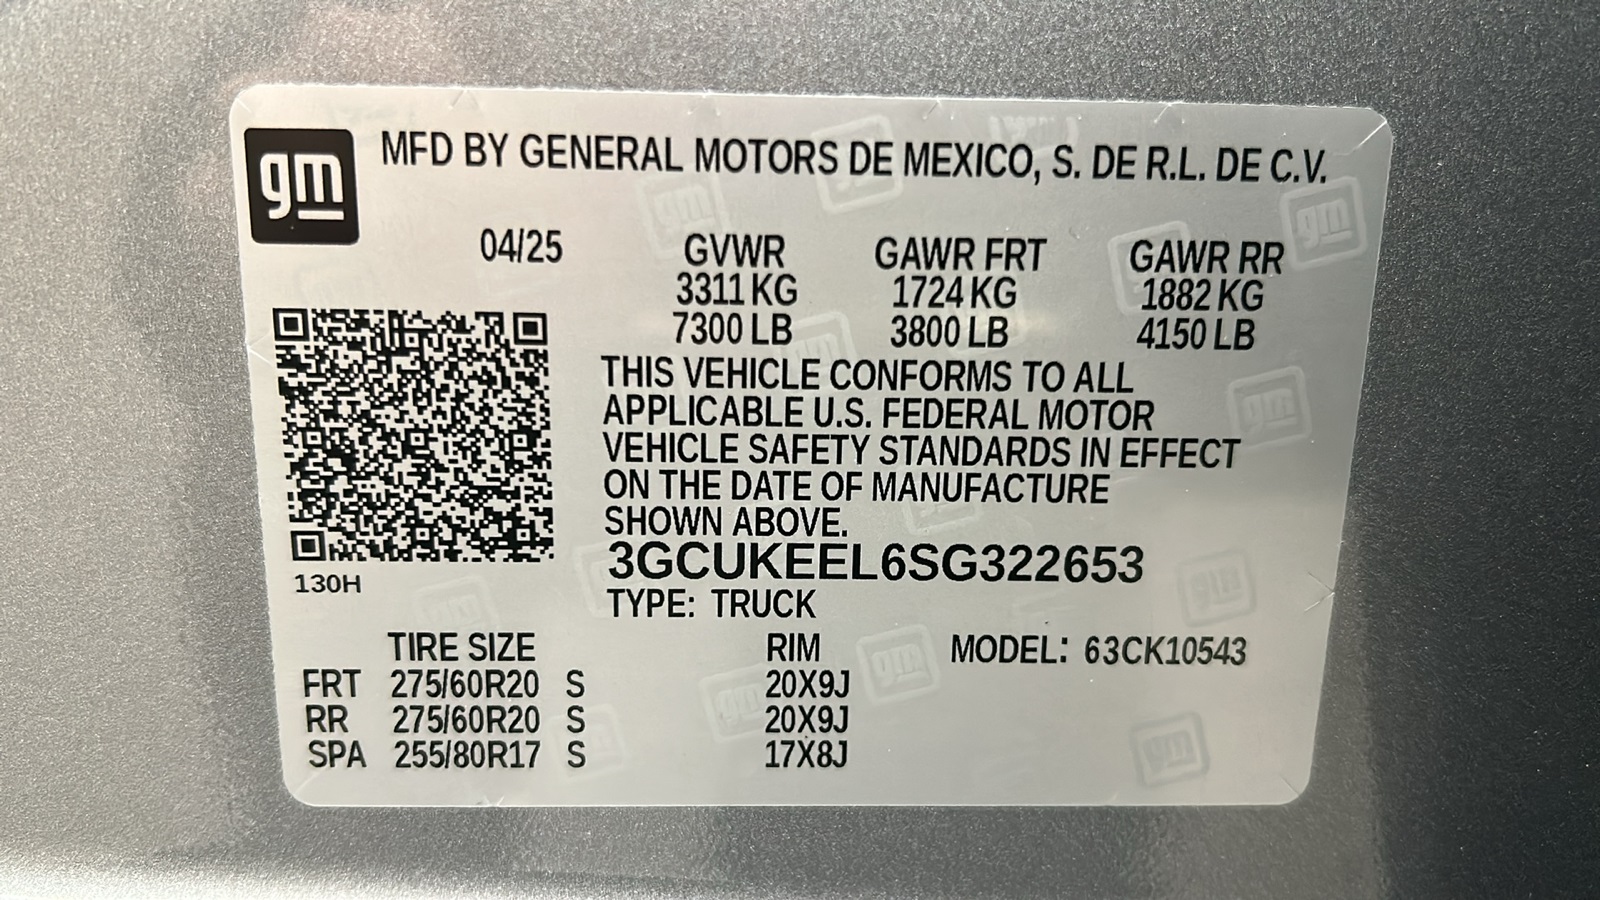 gm MFD BY GENERAL MOTORS DE MEXICO, S. DE R.L. DE C.V.
04/25 GVWR GAWR FRT GAWR RR
3311 KG 1724 KG 1882 KG
7300 LB 3800 LB 4150 LB
THIS VEHICLE CONFORMS TO ALL
APPLICABLE U.S. FEDERAL MOTOR
VEHICLE SAFETY STANDARDS IN EFFECT
ON THE DATE OF MANUFACTURE
SHOWN ABOVE.
3GCUKEEL6SG322653
130H
TYPE: TRUCK
TIRE SIZE RIM MODEL: 63CK10543
FRT 275/60R20 S 20X9J
RR 275/60R20 S 20X9J
SPA 255/80R17 S 17X8J